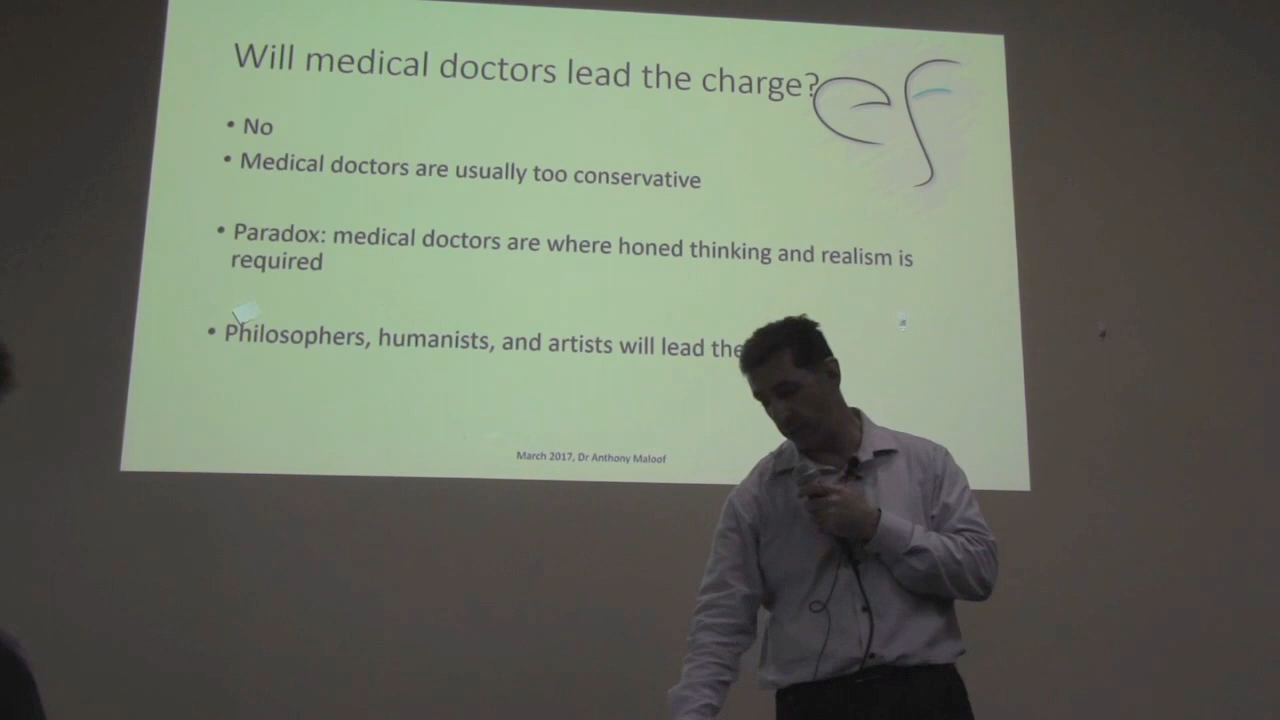 Will medical doctors lead the charge?
ef
• No
• Medical doctors are usually too conservative
• Paradox: medical doctors are where honed thinking and realism is
required
• Philosophers, humanists, and artists will lead the
March 2017, Dr Anthony Maloof